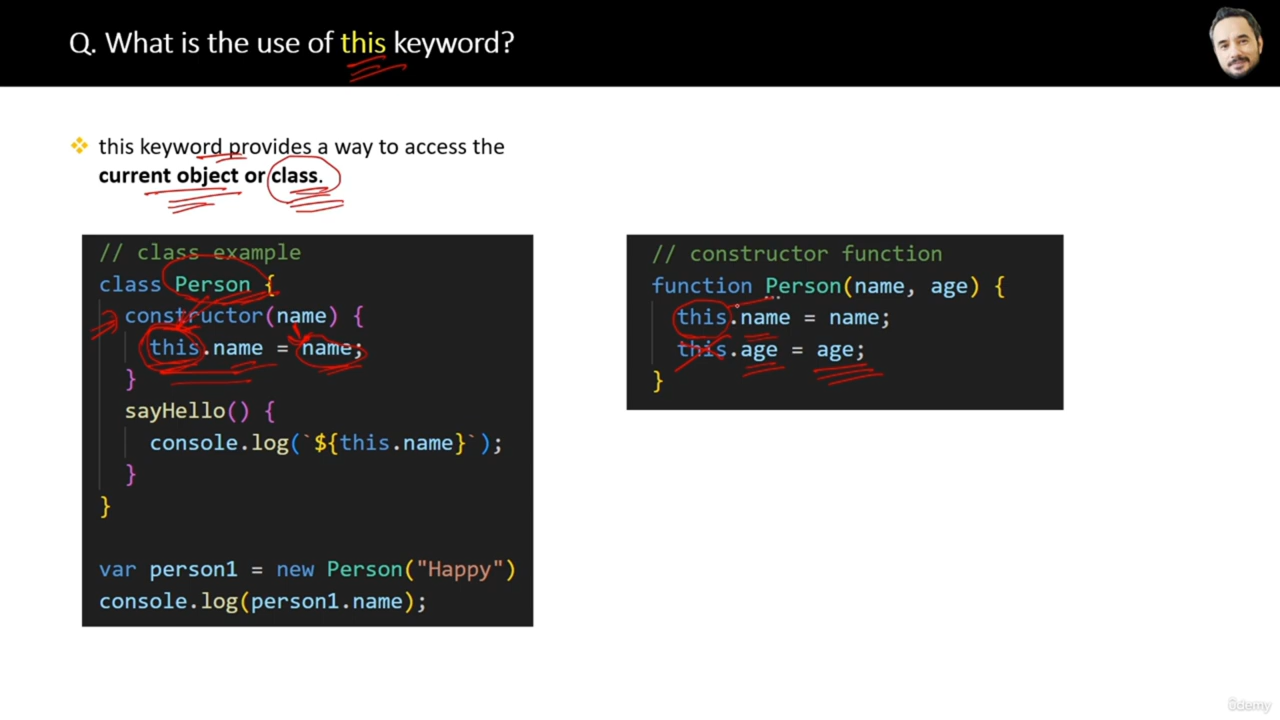 Q. What is the use of this keyword?
this keyword provides a way to access the
current object or class.
// class example
class Person {
constructor(name) {
this.name = name;
}
sayHello() {
console.log(`${this.name}`);
}
}
var person1 = new Person("Happy")
console.log(person1.name);
// constructor function
function Person(name, age) {
this.name = name;
this.age = age;
}
ûdemy